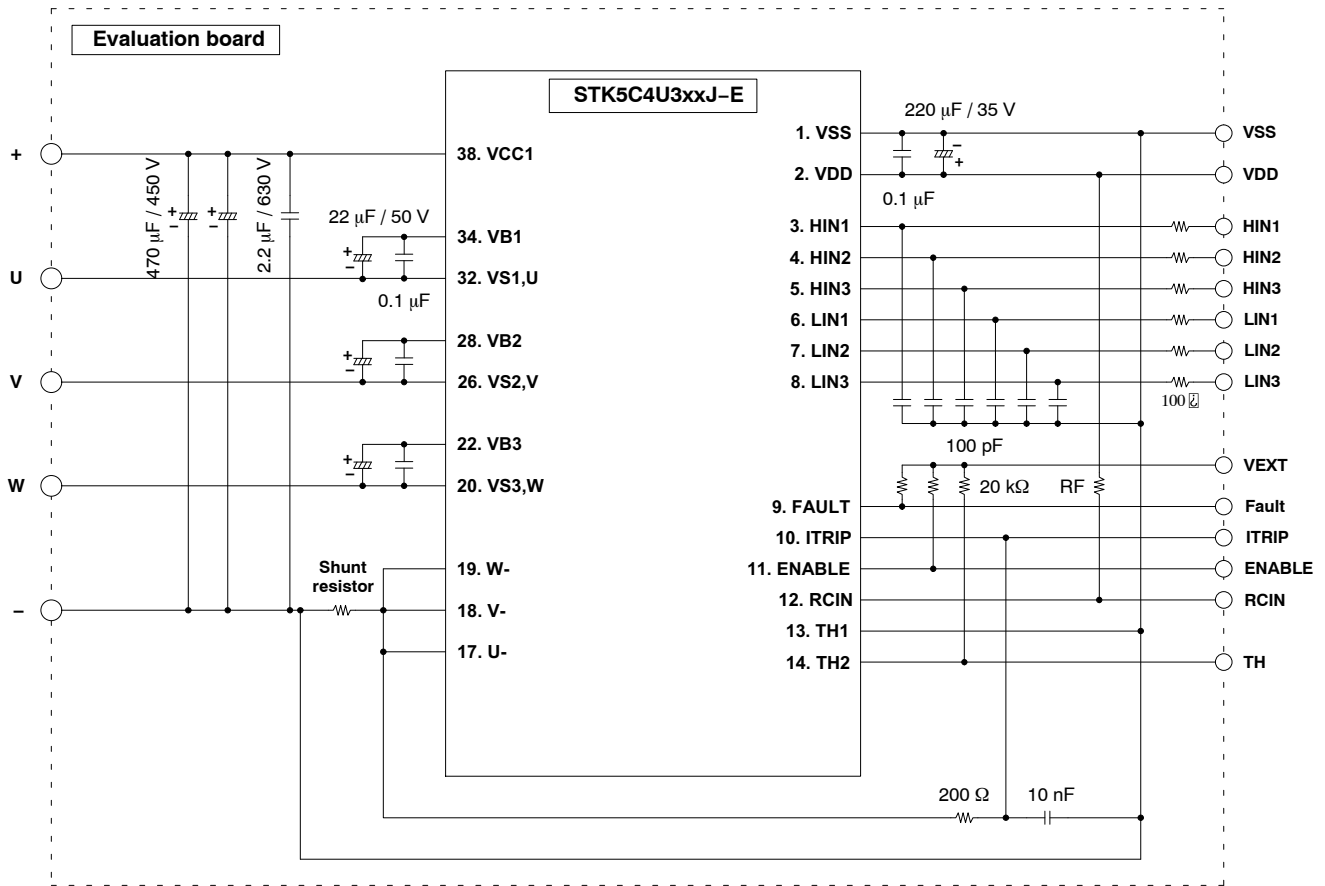 Evaluation board
STK5C4U3xxJ–E
220 μF / 35 V
1. VSS
VSS
+
38. VCC1
2. VDD
VDD
470 μF / 450 V
2.2 μF / 630 V
0.1 μF
22 μF / 50 V
3. HIN1
HIN1
34. VB1
4. HIN2
HIN2
U
32. VS1,U
5. HIN3
HIN3
0.1 μF
6. LIN1
LIN1
28. VB2
7. LIN2
LIN2
V
26. VS2,V
8. LIN3
LIN3
100
100 pF
22. VB3
VEXT
W
20. VS3,W
20 kΩ
RF
9. FAULT
Fault
10. ITRIP
ITRIP
Shunt
resistor
19. W-
11. ENABLE
ENABLE
–
18. V-
12. RCIN
RCIN
13. TH1
17. U-
14. TH2
TH
200 Ω
10 nF
+
–
+
–
+
–
+
–
+
–
–
+